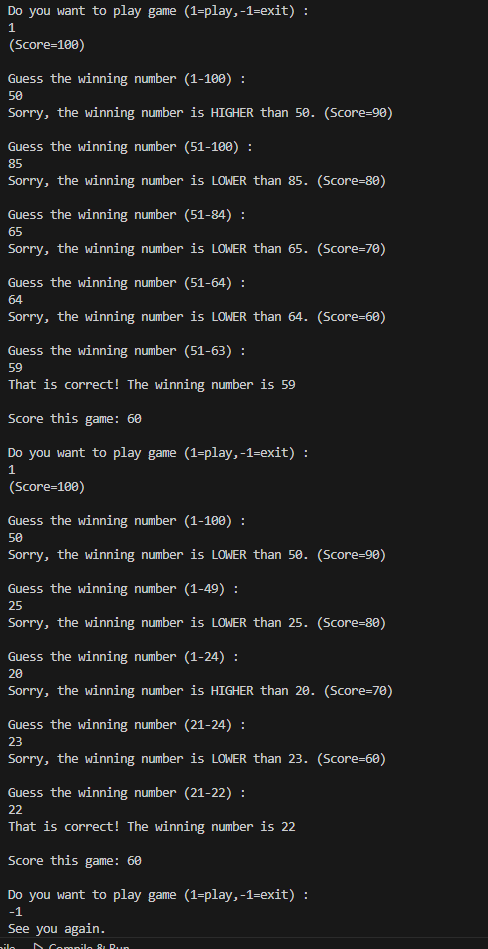 Do you want to play game (1=play,-1=exit) :
1
(Score=100)
Guess the winning number (1-100) :
50
Sorry, the winning number is HIGHER than 50. (Score=90)
Guess the winning number (51-100) :
85
Sorry, the winning number is LOWER than 85. (Score=80)
Guess the winning number (51-84) :
65
Sorry, the winning number is LOWER than 65. (Score=70)
Guess the winning number (51-64) :
64
Sorry, the winning number is LOWER than 64. (Score=60)
Guess the winning number (51-63) :
59
That is correct! The winning number is 59
Score this game: 60
Do you want to play game (1=play,-1=exit) :
1
(Score=100)
Guess the winning number (1-100) :
50
Sorry, the winning number is LOWER than 50. (Score=90)
Guess the winning number (1-49) :
25
Sorry, the winning number is LOWER than 25. (Score=80)
Guess the winning number (1-24) :
20
Sorry, the winning number is HIGHER than 20. (Score=70)
Guess the winning number (21-24) :
23
Sorry, the winning number is LOWER than 23. (Score=60)
Guess the winning number (21-22) :
22
That is correct! The winning number is 22
Score this game: 60
Do you want to play game (1=play,-1=exit) :
-1
See you again.
Compile & Run